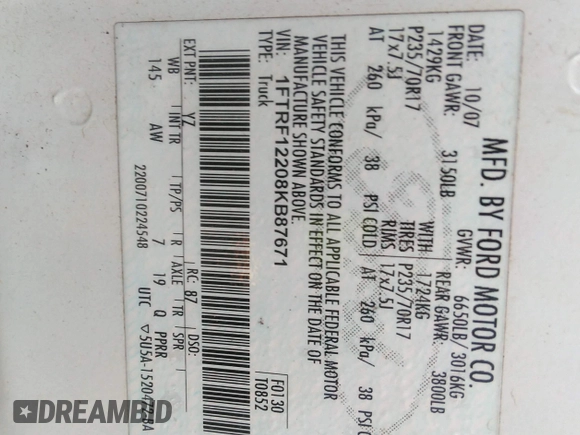 MFD. BY FORD MOTOR CO.
DATE: 10/07 GVWR: 6650LB/ 3016KG
FRONT GAWR: 3150LB REAR GAWR: 3800LB
1429KG WITH 1724KG
P235/70R17 TIRES P235/70R17
17x7.5J RIMS 17x7.5J
AT 260 kPa/ 38 PSI COLD AT 260 kPa/ 38 PSI
THIS VEHICLE CONFORMS TO ALL APPLICABLE FEDERAL MOTOR
VEHICLE SAFETY STANDARDS IN EFFECT ON THE DATE OF
MANUFACTURE SHOWN ABOVE.
VIN: 1FTRF12208KB87671 F0130
TYPE: Truck T0852
EXT PNT: YZ RC: 87 DSO:
WB INT TR TP/PS R AXLE TR SPR
145 AW 7 19 Q PPRR
2200710224548 UTC
DREAMBID